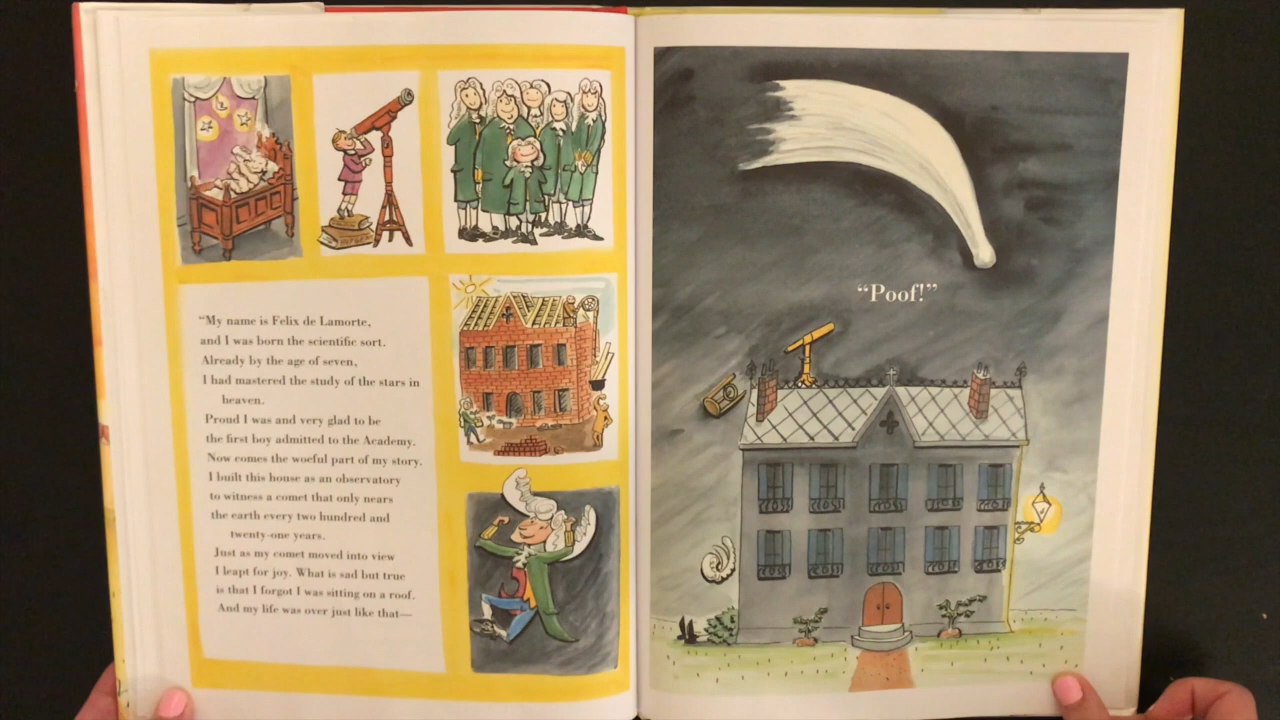 “My name is Felix de Lamorte,
and I was born the scientific sort.
Already by the age of seven,
I had mastered the study of the stars in
heaven.
Proud I was and very glad to be
the first boy admitted to the Academy.
Now comes the woeful part of my story.
I built this house as an observatory
to witness a comet that only nears
the earth every two hundred and
twenty-one years.
Just as my comet moved into view
I leapt for joy. What is sad but true
is that I forgot I was sitting on a roof.
And my life was over just like that—
“Poof!”